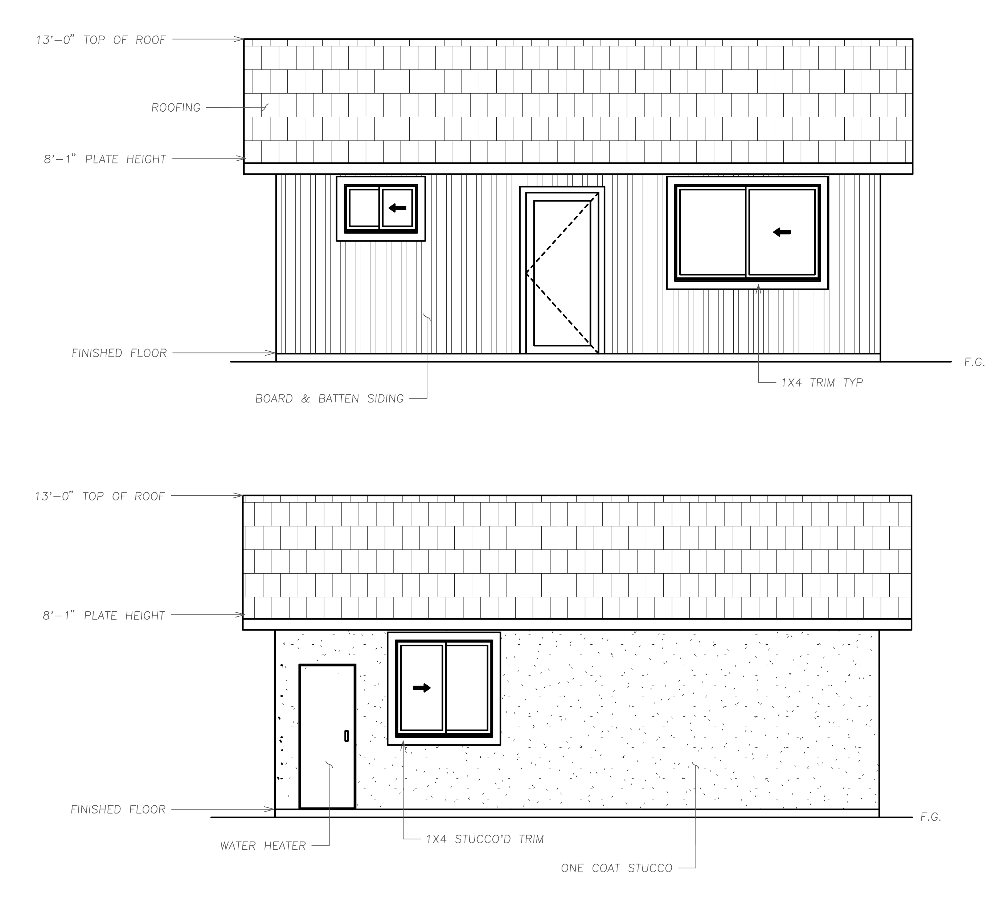 13'-0" TOP OF ROOF
ROOFING
8'-1" PLATE HEIGHT
FINISHED FLOOR
F.G.
1X4 TRIM TYP
BOARD & BATTEN SIDING
13'-0" TOP OF ROOF
8'-1" PLATE HEIGHT
FINISHED FLOOR
F.G.
1X4 STUCCO'D TRIM
WATER HEATER
ONE COAT STUCCO